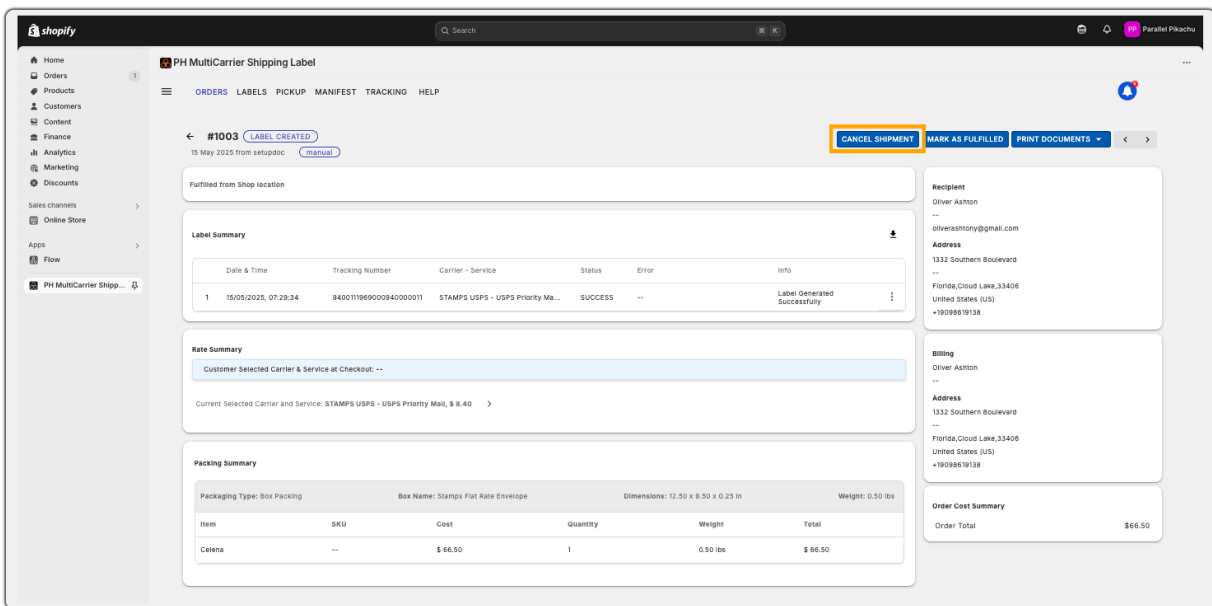 shopify
Search
⌘ K
PP Parallel Pikachu
Home
Orders 1
Products
Customers
Content
Finance
Analytics
Marketing
Discounts
Sales channels
Online Store
Apps
Flow
PH MultiCarrier Shipp...
PH MultiCarrier Shipping Label
ORDERS LABELS PICKUP MANIFEST TRACKING HELP
#1003 LABEL CREATED
15 May 2025 from setupdoc manual
CANCEL SHIPMENT MARK AS FULFILLED PRINT DOCUMENTS
Fulfilled from Shop location
Label Summary
Date & Time Tracking Number Carrier - Service Status Error Info
1 15/05/2025, 07:29:34 9400111969000940000011 STAMPS USPS - USPS Priority Ma... SUCCESS -- Label Generated Successfully
Rate Summary
Customer Selected Carrier & Service at Checkout: --
Current Selected Carrier and Service: STAMPS USPS - USPS Priority Mail, $ 8.40
Packing Summary
Packaging Type: Box Packing Box Name: Stamps Flat Rate Envelope Dimensions: 12.50 x 9.50 x 0.25 in Weight: 0.50 lbs
Item SKU Cost Quantity Weight Total
Celena -- $ 66.50 1 0.50 lbs $ 66.50
Recipient
Oliver Ashton
--
oliverashtony@gmail.com
Address
1332 Southern Boulevard
--
Florida,Cloud Lake,33406
United States (US)
+19098619138
Billing
Oliver Ashton
--
Address
1332 Southern Boulevard
--
Florida,Cloud Lake,33406
United States (US)
+19098619138
Order Cost Summary
Order Total $66.50